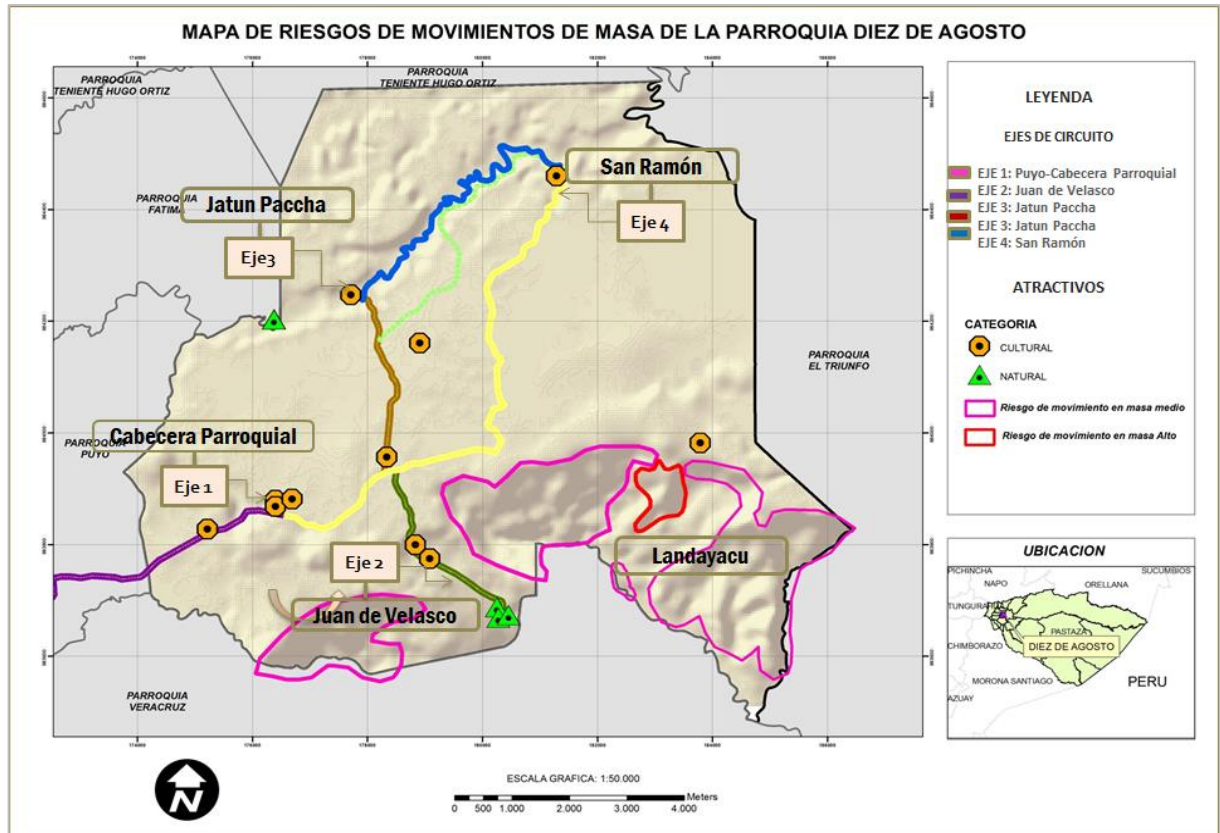 MAPA DE RIESGOS DE MOVIMIENTOS DE MASA DE LA PARROQUIA DIEZ DE AGOSTO
PARROQUIA
TENIENTE HUGO ORTIZ
PARROQUIA
TENIENTE HUGO ORTIZ
San Ramón
PARROQUIA
FATIMA
Jatun Paccha
Eje 4
Eje3
PARROQUIA
EL TRIUNFO
Cabecera Parroquial
PARROQUIA
PUYO
Eje 1
Eje 2
Landayacu
Juan de Velasco
PARROQUIA
VERACRUZ
N
ESCALA GRAFICA: 1:50.000
Meters
0 500 1.000 2.000 3.000 4.000
LEYENDA
EJES DE CIRCUITO
EJE 1: Puyo-Cabecera Parroquial
EJE 2: Juan de Velasco
EJE 3: Jatun Paccha
EJE 3: Jatun Paccha
EJE 4: San Ramón
ATRACTIVOS
CATEGORIA
CULTURAL
NATURAL
Riesgo de movimiento en masa medio
Riesgo de movimiento en masa Alto
UBICACION
PICHINCHA
SUCUMBIOS
NAPO
ORELLANA
TUNGURAHUA
PASTAZA
CHIMBORAZO
DIEZ DE AGOSTO
MORONA SANTIAGO
PERU
AZUAY